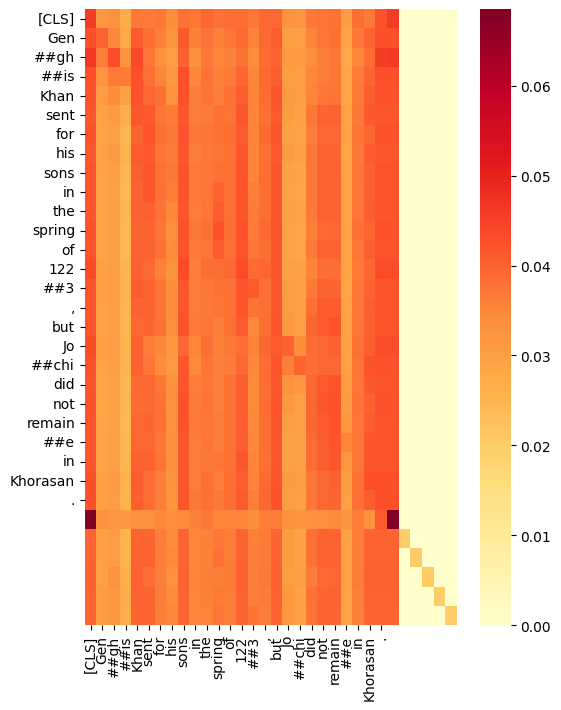 [CLS]
Gen
##gh
##is
Khan
sent
for
his
sons
in
the
spring
of
122
##3
,
but
Jo
##chi
did
not
remain
##e
in
Khorasan
.
0.06
0.05
0.04
0.03
0.02
0.01
0.00
[CLS]
Gen
##gh
##is
Khan
sent
for
his
sons
in
the
spring
of
122
##3
,
but
Jo
##chi
did
not
remain
##e
in
Khorasan
.